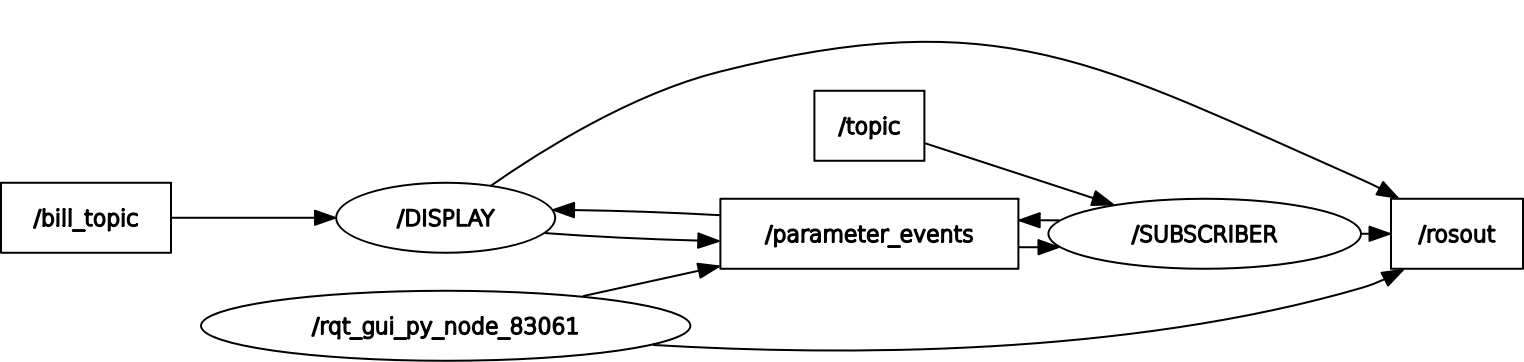 /topic
/bill_topic
/DISPLAY
/parameter_events
/SUBSCRIBER
/rosout
/rqt_gui_py_node_83061